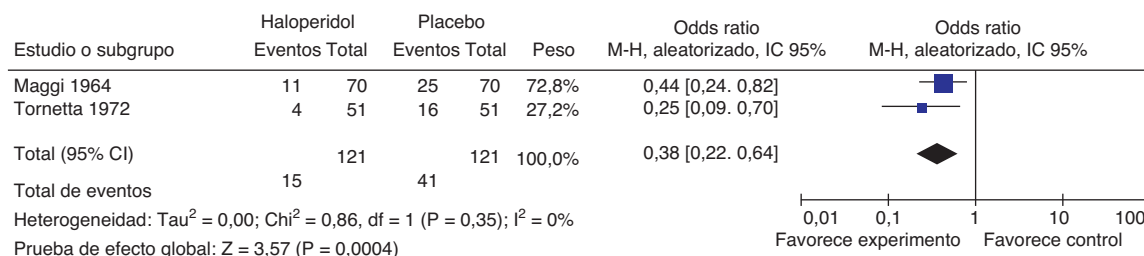 Haloperidol Placebo Odds ratio Odds ratio
Estudio o subgrupo Eventos Total Eventos Total Peso M-H, aleatorizado, IC 95% M-H, aleatorizado, IC 95%
Maggi 1964 11 70 25 70 72,8% 0,44 [0,24. 0,82]
Tornetta 1972 4 51 16 51 27,2% 0,25 [0,09. 0,70]
Total (95% CI) 121 121 100,0% 0,38 [0,22. 0,64]
Total de eventos 15 41
Heterogeneidad: Tau² = 0,00; Chi² = 0,86, df = 1 (P = 0,35); I² = 0%
Prueba de efecto global: Z = 3,57 (P = 0,0004)
0,01 0,1 1 10 100
Favorece experimento Favorece control